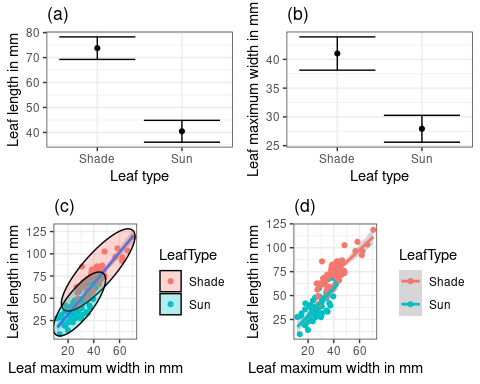 (a)
Leaf length in mm
80
70
60
50
40
Shade
Sun
Leaf type
(b)
Leaf maximum width in mm
40
35
30
25
Shade
Sun
Leaf type
(c)
Leaf length in mm
125
100
75
50
25
20
40
60
Leaf maximum width in mm
LeafType
Shade
Sun
(d)
Leaf length in mm
125
100
75
50
25
20
40
60
Leaf maximum width in mm
LeafType
Shade
Sun